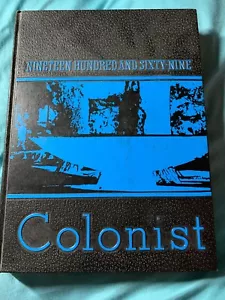 NINETEEN HUNDRED AND SIXTY-NINE
Colonist